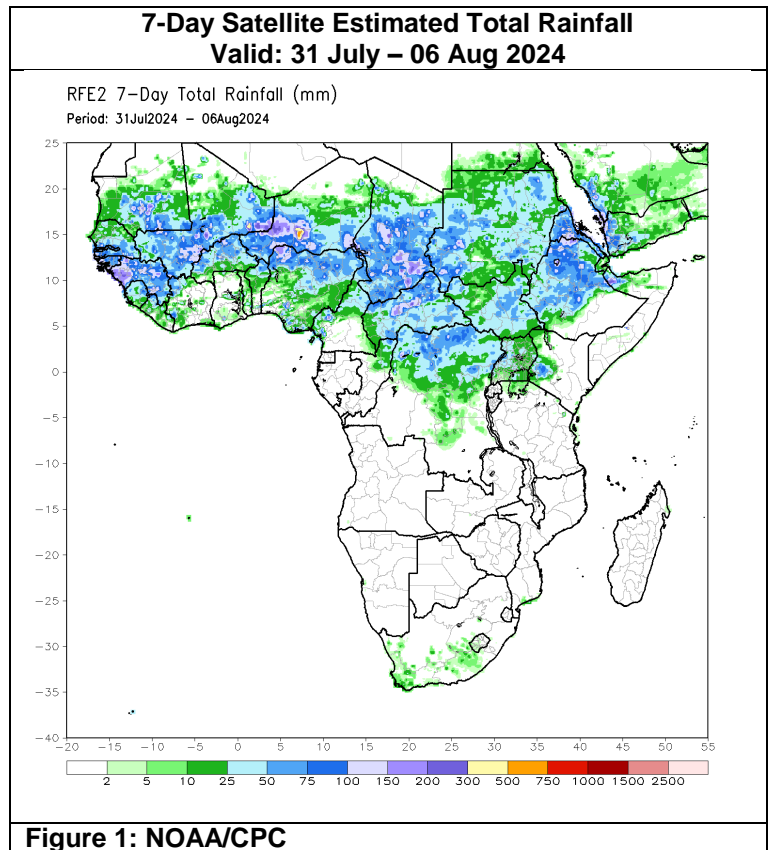 7-Day Satellite Estimated Total Rainfall
Valid: 31 July – 06 Aug 2024
RFE2 7-Day Total Rainfall (mm)
Period: 31Jul2024 – 06Aug2024
25
20
15
10
5
0
-5
-10
-15
-20
-25
-30
-35
-40
-20 -15 -10 -5 0 5 10 15 20 25 30 35 40 45 50 55
2 5 10 25 50 75 100 150 200 300 500 750 1000 1500 2500
Figure 1: NOAA/CPC